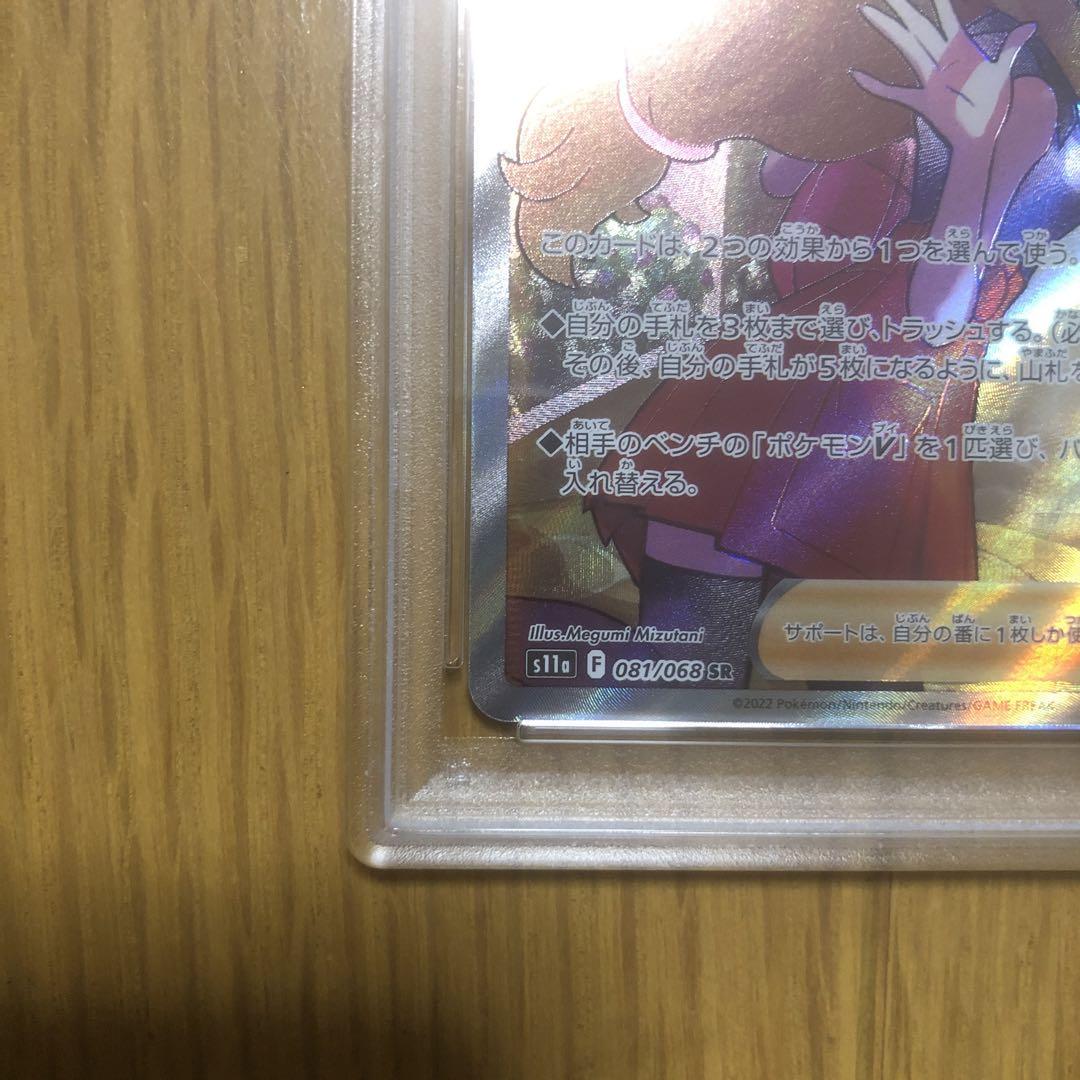 このカードは、2つの効果から1つを選んで使う。
◆自分の手札を3枚まで選び、トラッシュする。(必
その後、自分の手札が5枚になるように、山札を
◆相手のベンチの「ポケモンV」を1匹選び、バ
入れ替える。
Illus.Megumi Mizutani
サポートは、自分の番に1枚しか使
s11a F 081/068 SR
©2022 Pokémon/Nintendo/Creatures/GAME FREAK